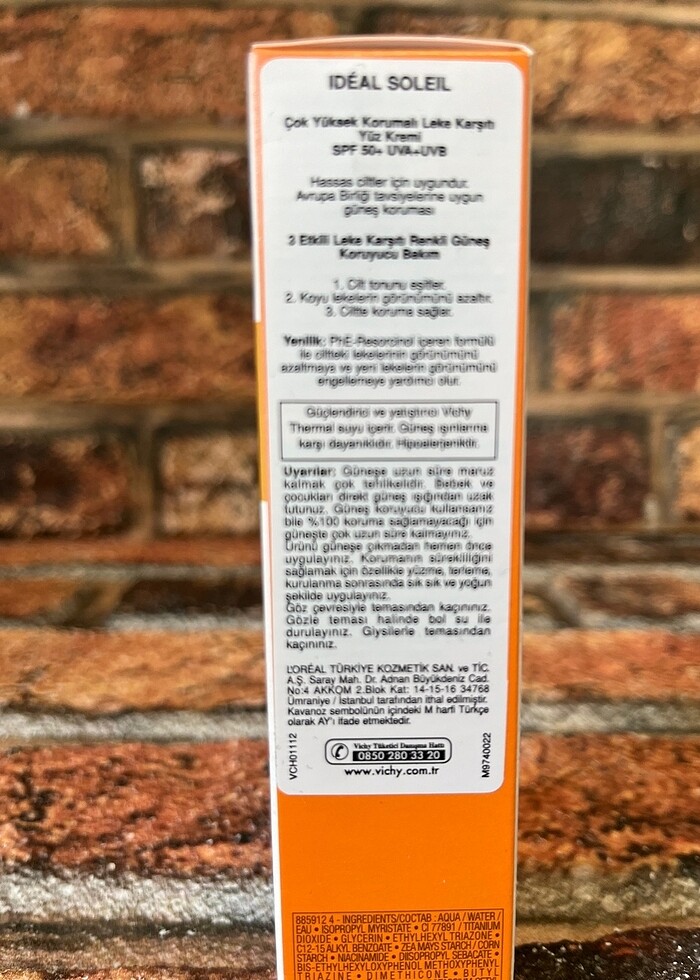 IDÉAL SOLEIL
Çok Yüksek Korumalı Leke Karşıtı
Yüz Kremi
SPF 50+ UVA+UVB
Hassas ciltler için uygundur.
Avrupa Birliği tavsiyelerine uygun
güneş koruması
3 Etkili Leke Karşıtı Renkli Güneş
Koruyucu Bakım
1. Cilt tonunu eşitler.
2. Koyu lekelerin görünümünü azaltır.
3. Ciltte koruma sağlar.
Yenilik: PhE-Resorcinol içeren formülü
ile ciltteki lekelerinin görünümünü
azaltmaya ve yeni lekelerin görünümünü
engellemeye yardımcı olur.
Güçlendirici ve yatıştırıcı Vichy
Thermal suyu içerir. Güneş ışınlarına
karşı dayanıklıdır. Hipoalerjeniktir.
Uyarılar: Güneşe uzun süre maruz
kalmak çok tehlikelidir. Bebek ve
çocukları direkt güneş ışığından uzak
tutunuz. Güneş koruyucu kullansanız
bile %100 koruma sağlamayacağı için
güneşte çok uzun süre kalmayınız.
Ürünü güneşe çıkmadan hemen önce
uygulayınız. Korumanın sürekliliğini
sağlamak için özellikle yüzme, terleme,
kurulanma sonrasında sık sık ve yoğun
şekilde uygulayınız.
Göz çevresiyle temasından kaçınınız.
Gözle teması halinde bol su ile
durulayınız. Giysilerle temasından
kaçınınız.
L'ORÉAL TÜRKİYE KOZMETİK SAN. ve TİC.
A.Ş. Saray Mah. Dr. Adnan Büyükdeniz Cad.
No:4 AKKOM 2.Blok Kat: 14-15-16 34768
Ümraniye / İstanbul tarafından ithal edilmiştir.
Kavanoz sembolünün içindeki M harfi Türkçe
olarak AY'ı ifade etmektedir.
VCH01112
Vichy Tüketici Danışma Hattı
0850 280 33 20
www.vichy.com.tr
M9740022
885912 4 - INGREDIENTS/COCTAB : AQUA / WATER /
EAU • ISOPROPYL MYRISTATE • CI 77891 / TITANIUM
DIOXIDE • GLYCERIN • ETHYLHEXYL TRIAZONE •
C12-15 ALKYL BENZOATE • ZEA MAYS STARCH / CORN
STARCH • NIACINAMIDE • DIISOPROPYL SEBACATE •
BIS-ETHYLHEXYLOXYPHENOL METHOXYPHENYL
TRIAZINE • DIMETHICONE • BUTYL